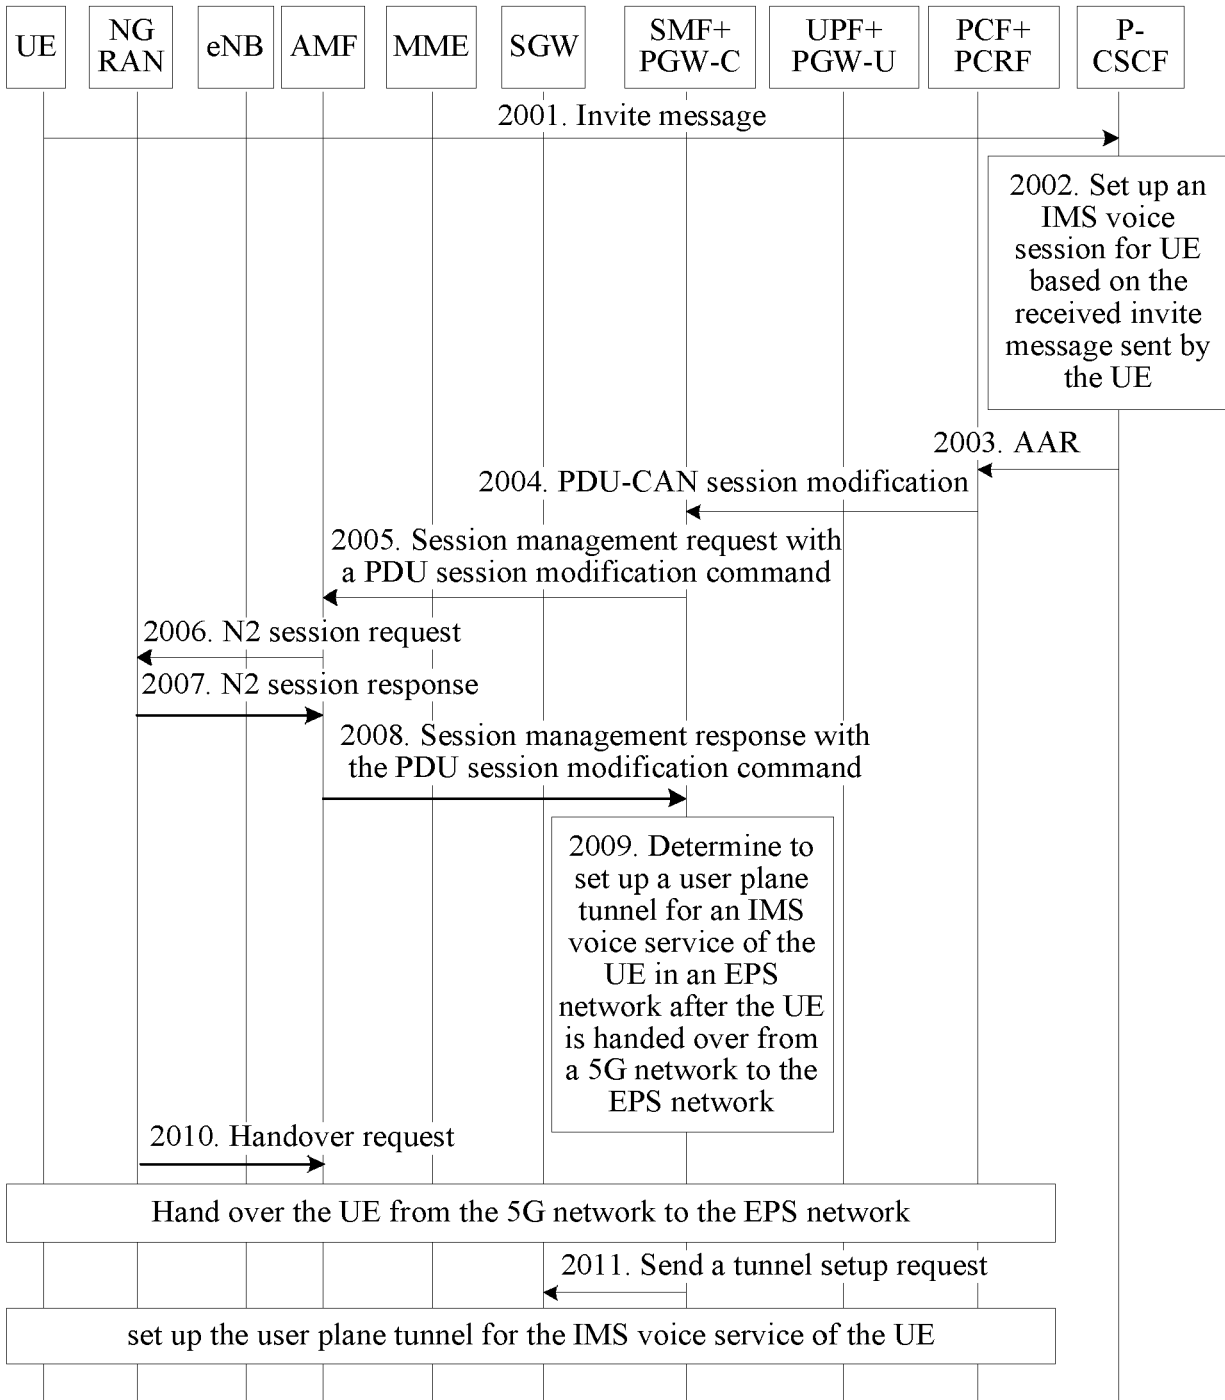 UE
NG
RAN
eNB
AMF
MME
SGW
SMF+
PGW-C
UPF+
PGW-U
PCF+
PCRF
P-
CSCF
2001. Invite message
2002. Set up an
IMS voice
session for UE
based on the
received invite
message sent by
the UE
2003. AAR
2004. PDU-CAN session modification
2005. Session management request with
a PDU session modification command
2006. N2 session request
2007. N2 session response
2008. Session management response with
the PDU session modification command
2009. Determine to
set up a user plane
tunnel for an IMS
voice service of the
UE in an EPS
network after the UE
is handed over from
a 5G network to the
EPS network
2010. Handover request
Hand over the UE from the 5G network to the EPS network
2011. Send a tunnel setup request
set up the user plane tunnel for the IMS voice service of the UE